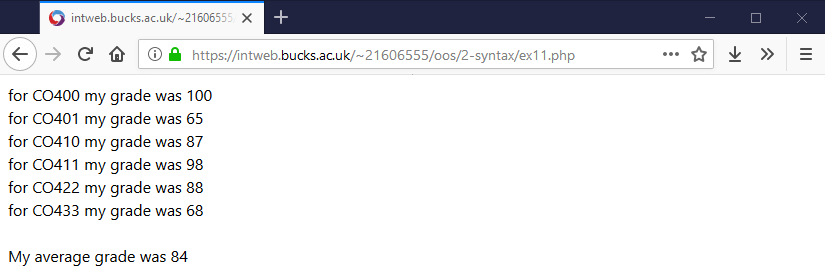 intweb.bucks.ac.uk/~21606555
https://intweb.bucks.ac.uk/~21606555/oos/2-syntax/ex11.php
for CO400 my grade was 100
for CO401 my grade was 65
for CO410 my grade was 87
for CO411 my grade was 98
for CO422 my grade was 88
for CO433 my grade was 68
My average grade was 84